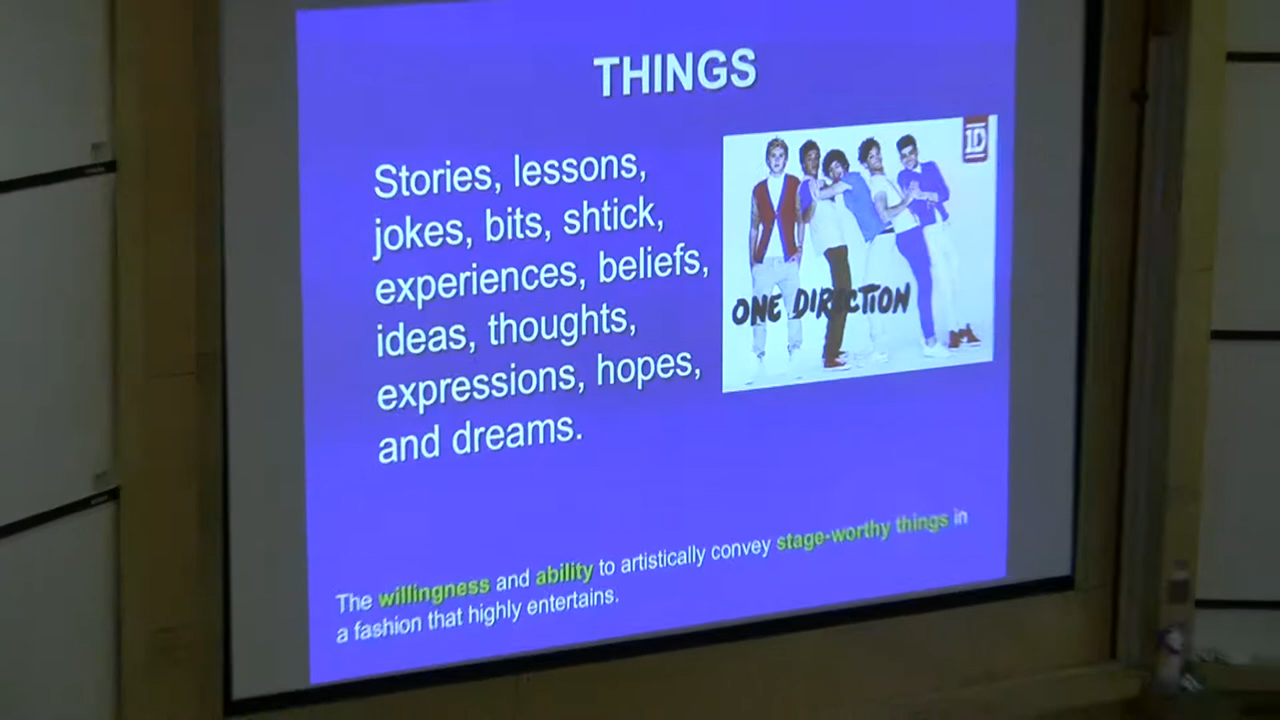 THINGS
Stories, lessons,
jokes, bits, shtick,
experiences, beliefs,
ideas, thoughts,
expressions, hopes,
and dreams.
1D
ONE DIRECTION
The willingness and ability to artistically convey stage-worthy things in
a fashion that highly entertains.